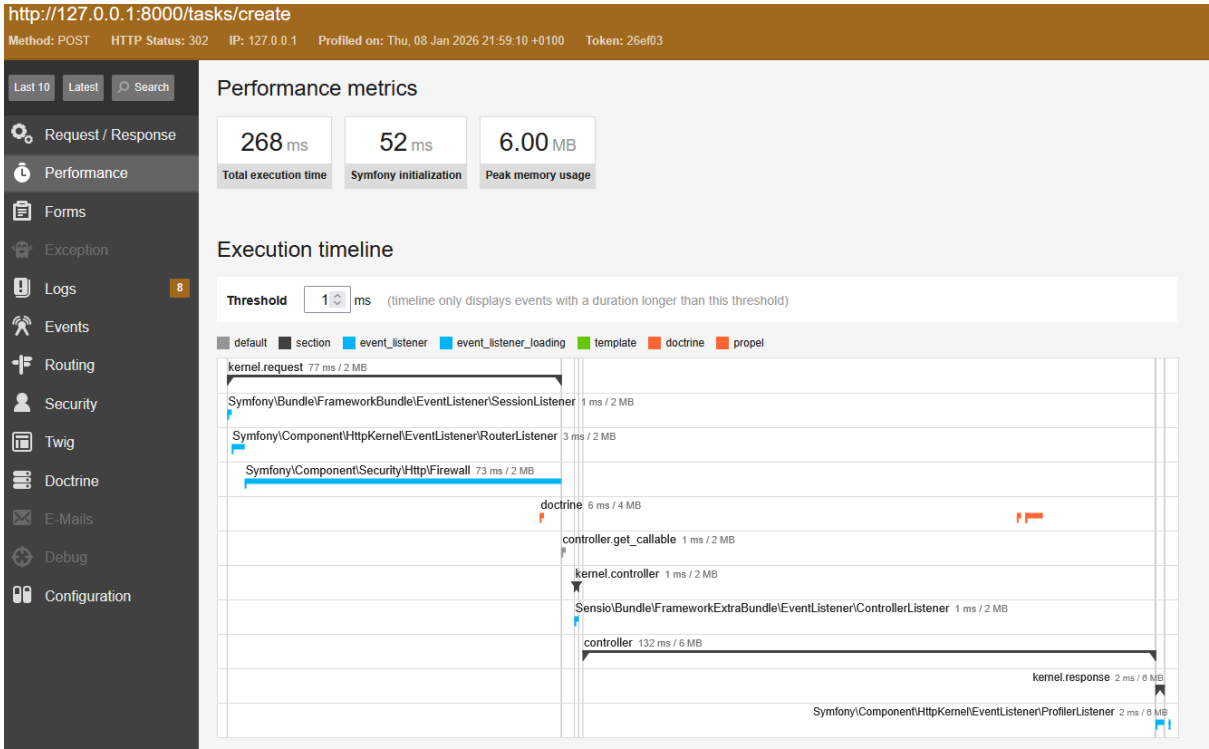 http://127.0.0.1:8000/tasks/create
Method: POST HTTP Status: 302 IP: 127.0.0.1 Profiled on: Thu, 08 Jan 2026 21:59:10 +0100 Token: 26ef03
Last 10 Latest Search
Request / Response
Performance
Forms
Exception
Logs 8
Events
Routing
Security
Twig
Doctrine
E-Mails
Debug
Configuration
Performance metrics
268 ms 52 ms 6.00 MB
Total execution time Symfony initialization Peak memory usage
Execution timeline
Threshold 1 ms (timeline only displays events with a duration longer than this threshold)
default section event_listener event_listener_loading template doctrine propel
kernel.request 77 ms / 2 MB
Symfony\Bundle\FrameworkBundle\EventListener\SessionListener 1 ms / 2 MB
Symfony\Component\HttpKernel\EventListener\RouterListener 3 ms / 2 MB
Symfony\Component\Security\Http\Firewall 73 ms / 2 MB
doctrine 6 ms / 4 MB
controller.get_callable 1 ms / 2 MB
kernel.controller 1 ms / 2 MB
Sensio\Bundle\FrameworkExtraBundle\EventListener\ControllerListener 1 ms / 2 MB
controller 132 ms / 6 MB
kernel.response 2 ms / 6 MB
Symfony\Component\HttpKernel\EventListener\ProfilerListener 2 ms / 6 MB